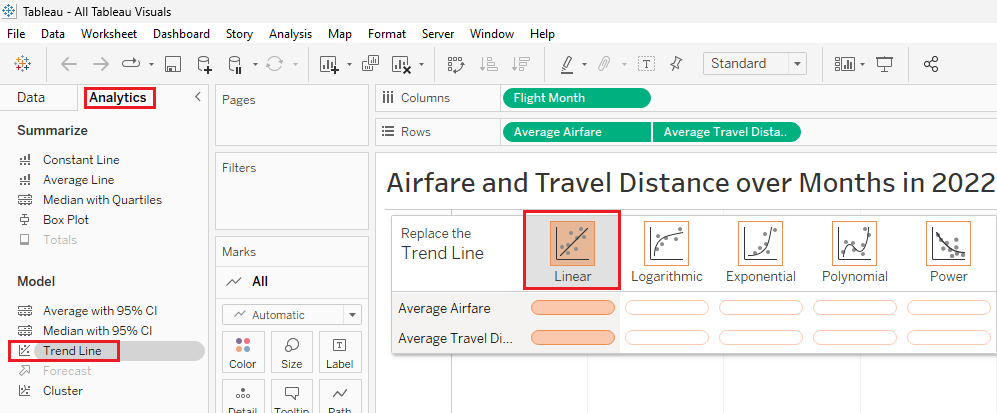 Tableau - All Tableau Visuals
File Data Worksheet Dashboard Story Analysis Map Format Server Window Help
Standard
Data Analytics
Pages
Columns Flight Month
Rows Average Airfare Average Travel Dista..
Summarize
Constant Line
Average Line
Median with Quartiles
Box Plot
Totals
Model
Average with 95% CI
Median with 95% CI
Trend Line
Forecast
Cluster
Filters
Marks
All
Automatic
Color Size Label
Detail Tooltip Path
Airfare and Travel Distance over Months in 2022
Replace the
Trend Line
Linear Logarithmic Exponential Polynomial Power
Average Airfare
Average Travel Di...